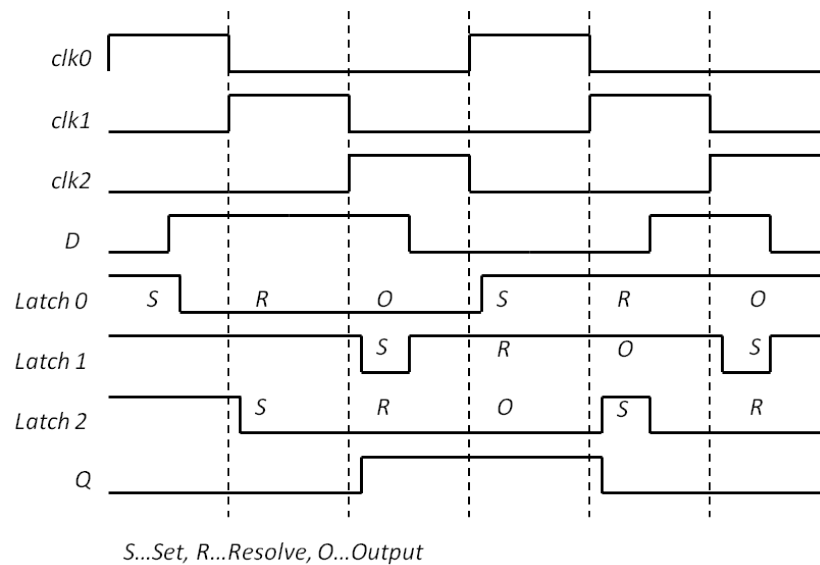 clk0
clk1
clk2
D
Latch 0 S R O S R O
Latch 1 S R O S
Latch 2 S R O S R
Q
S...Set, R...Resolve, O...Output